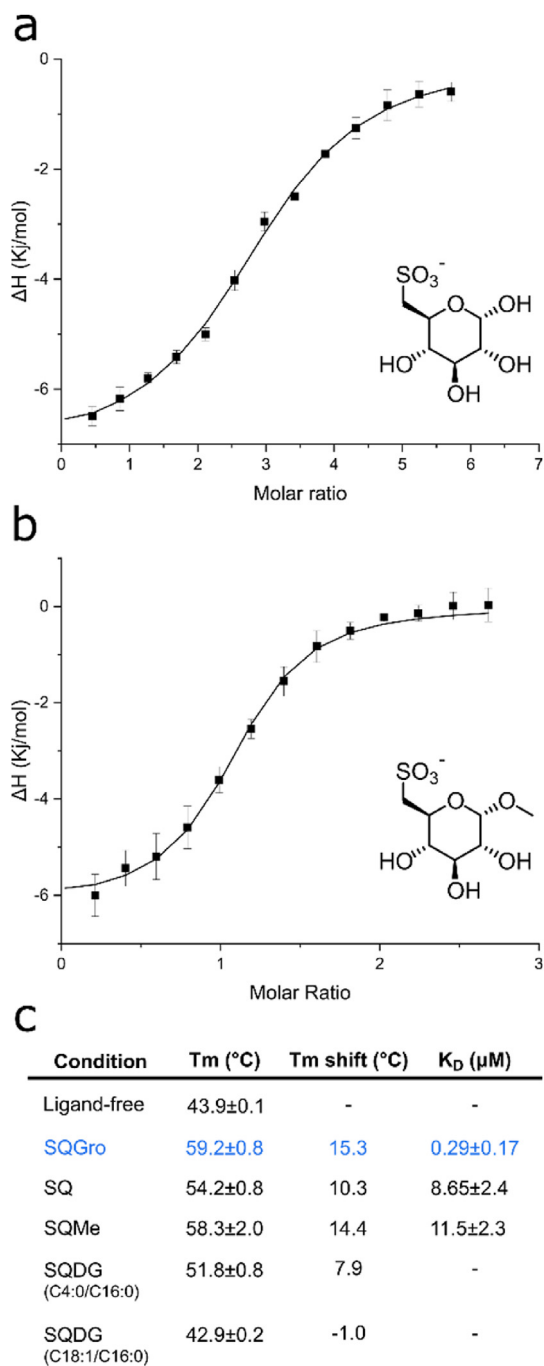 a
0
-2
-4
-6
ΔH (Kj/mol)
0 1 2 3 4 5 6 7
Molar ratio
SO3-
O OH
HO OH
OH
b
0
-2
-4
-6
ΔH (Kj/mol)
0 1 2 3
Molar Ratio
SO3-
O O
HO OH
OH
c
Condition Tm (°C) Tm shift (°C) KD (µM)
Ligand-free 43.9±0.1 - -
SQGro 59.2±0.8 15.3 0.29±0.17
SQ 54.2±0.8 10.3 8.65±2.4
SQMe 58.3±2.0 14.4 11.5±2.3
SQDG 51.8±0.8 7.9 -
(C4:0/C16:0)
SQDG 42.9±0.2 -1.0 -
(C18:1/C16:0)